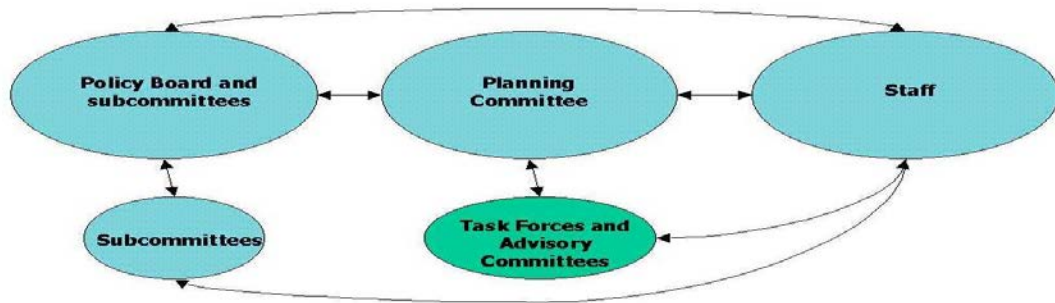 Policy Board and
subcommittees
Planning
Committee
Staff
Subcommittees
Task Forces and
Advisory
Committees